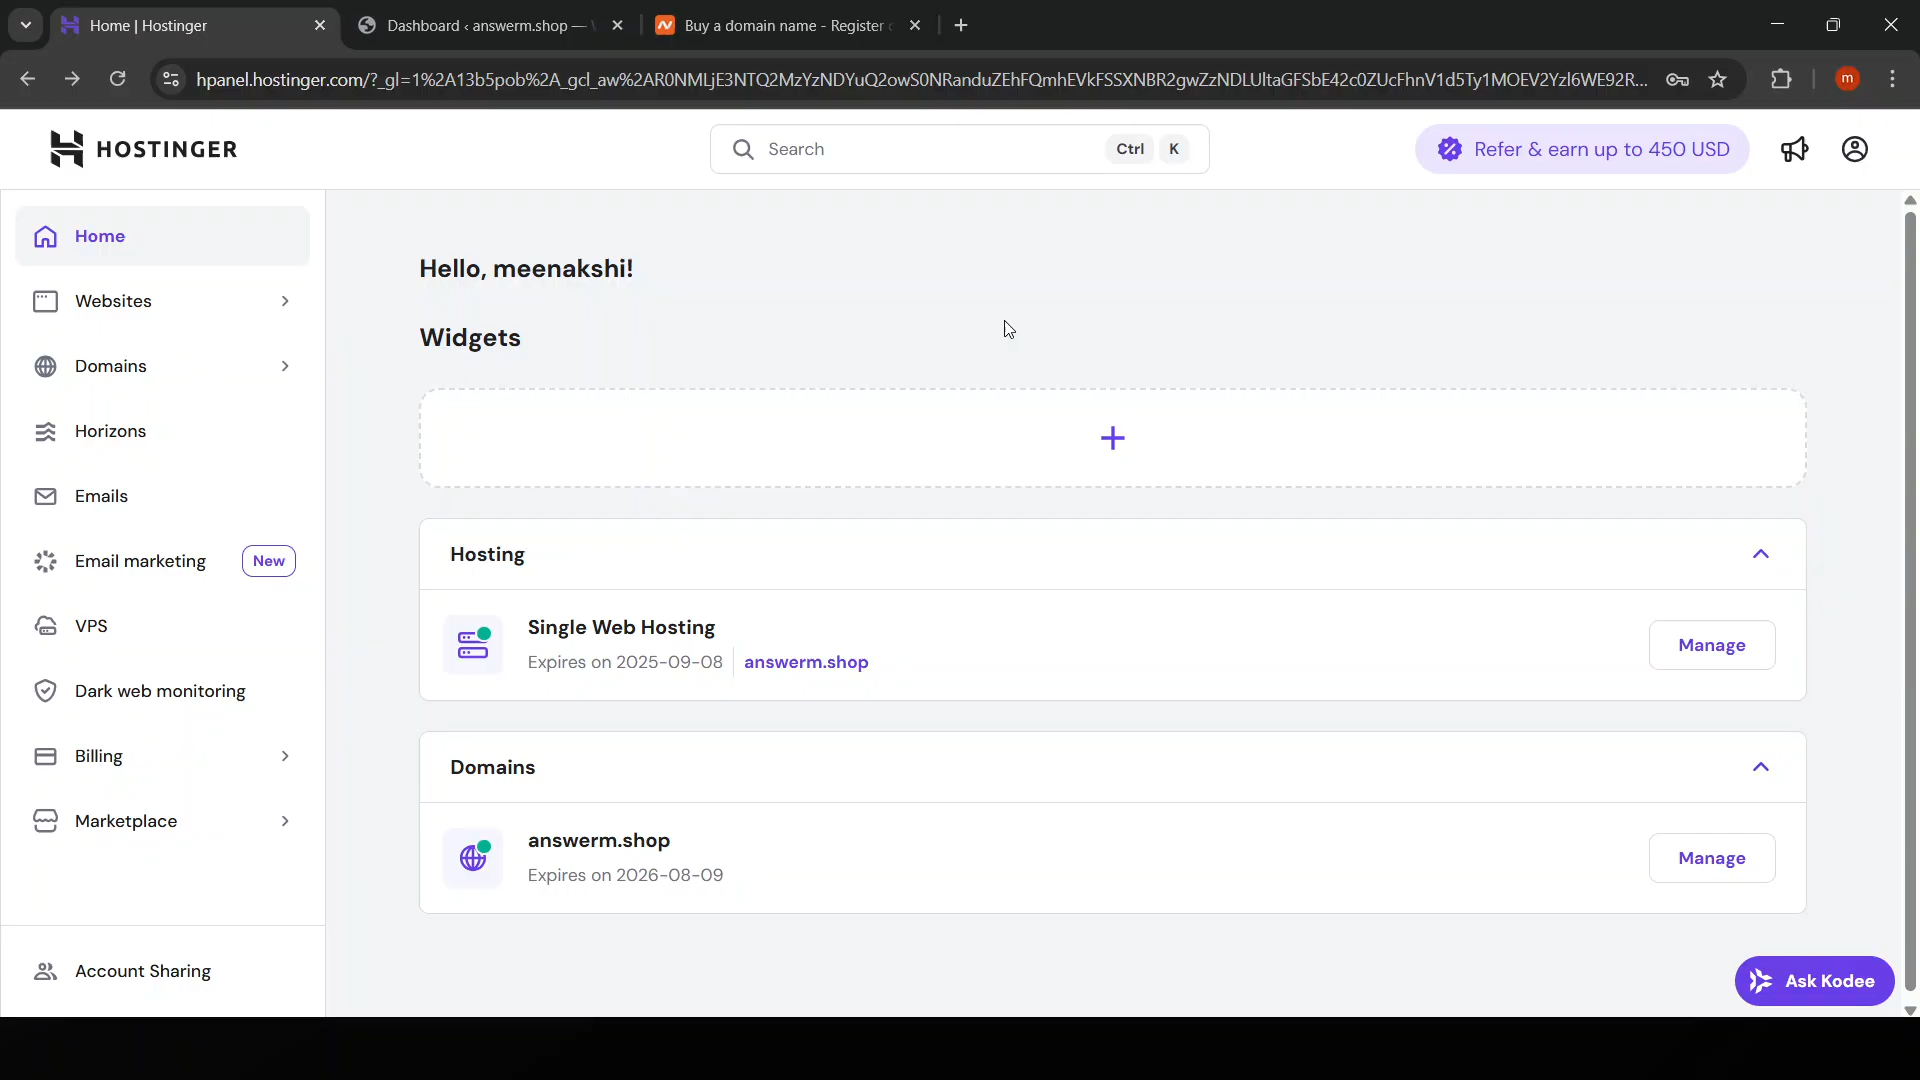 Home | Hostinger
Dashboard ‹ answerm.shop —
Buy a domain name - Register
hpanel.hostinger.com/?_gl=1%2A13b5pob%2A_gcl_aw%2AR0NMLjE3NTQ2MzYzNDYuQ2owS0NRanduZEhFQmhEVkFSSXNBR2gwZzNDLUltaGFSbE42c0ZUcFhnV1d5Ty1MOEV2Yzl6WE92R...
m
HOSTINGER
Search
Ctrl
K
Refer & earn up to 450 USD
Home
Websites
Domains
Horizons
Emails
Email marketing
New
VPS
Dark web monitoring
Billing
Marketplace
Account Sharing
Hello, meenakshi!
Widgets
Hosting
Single Web Hosting
Expires on 2025-09-08
answerm.shop
Manage
Domains
answerm.shop
Expires on 2026-08-09
Manage
Ask Kodee